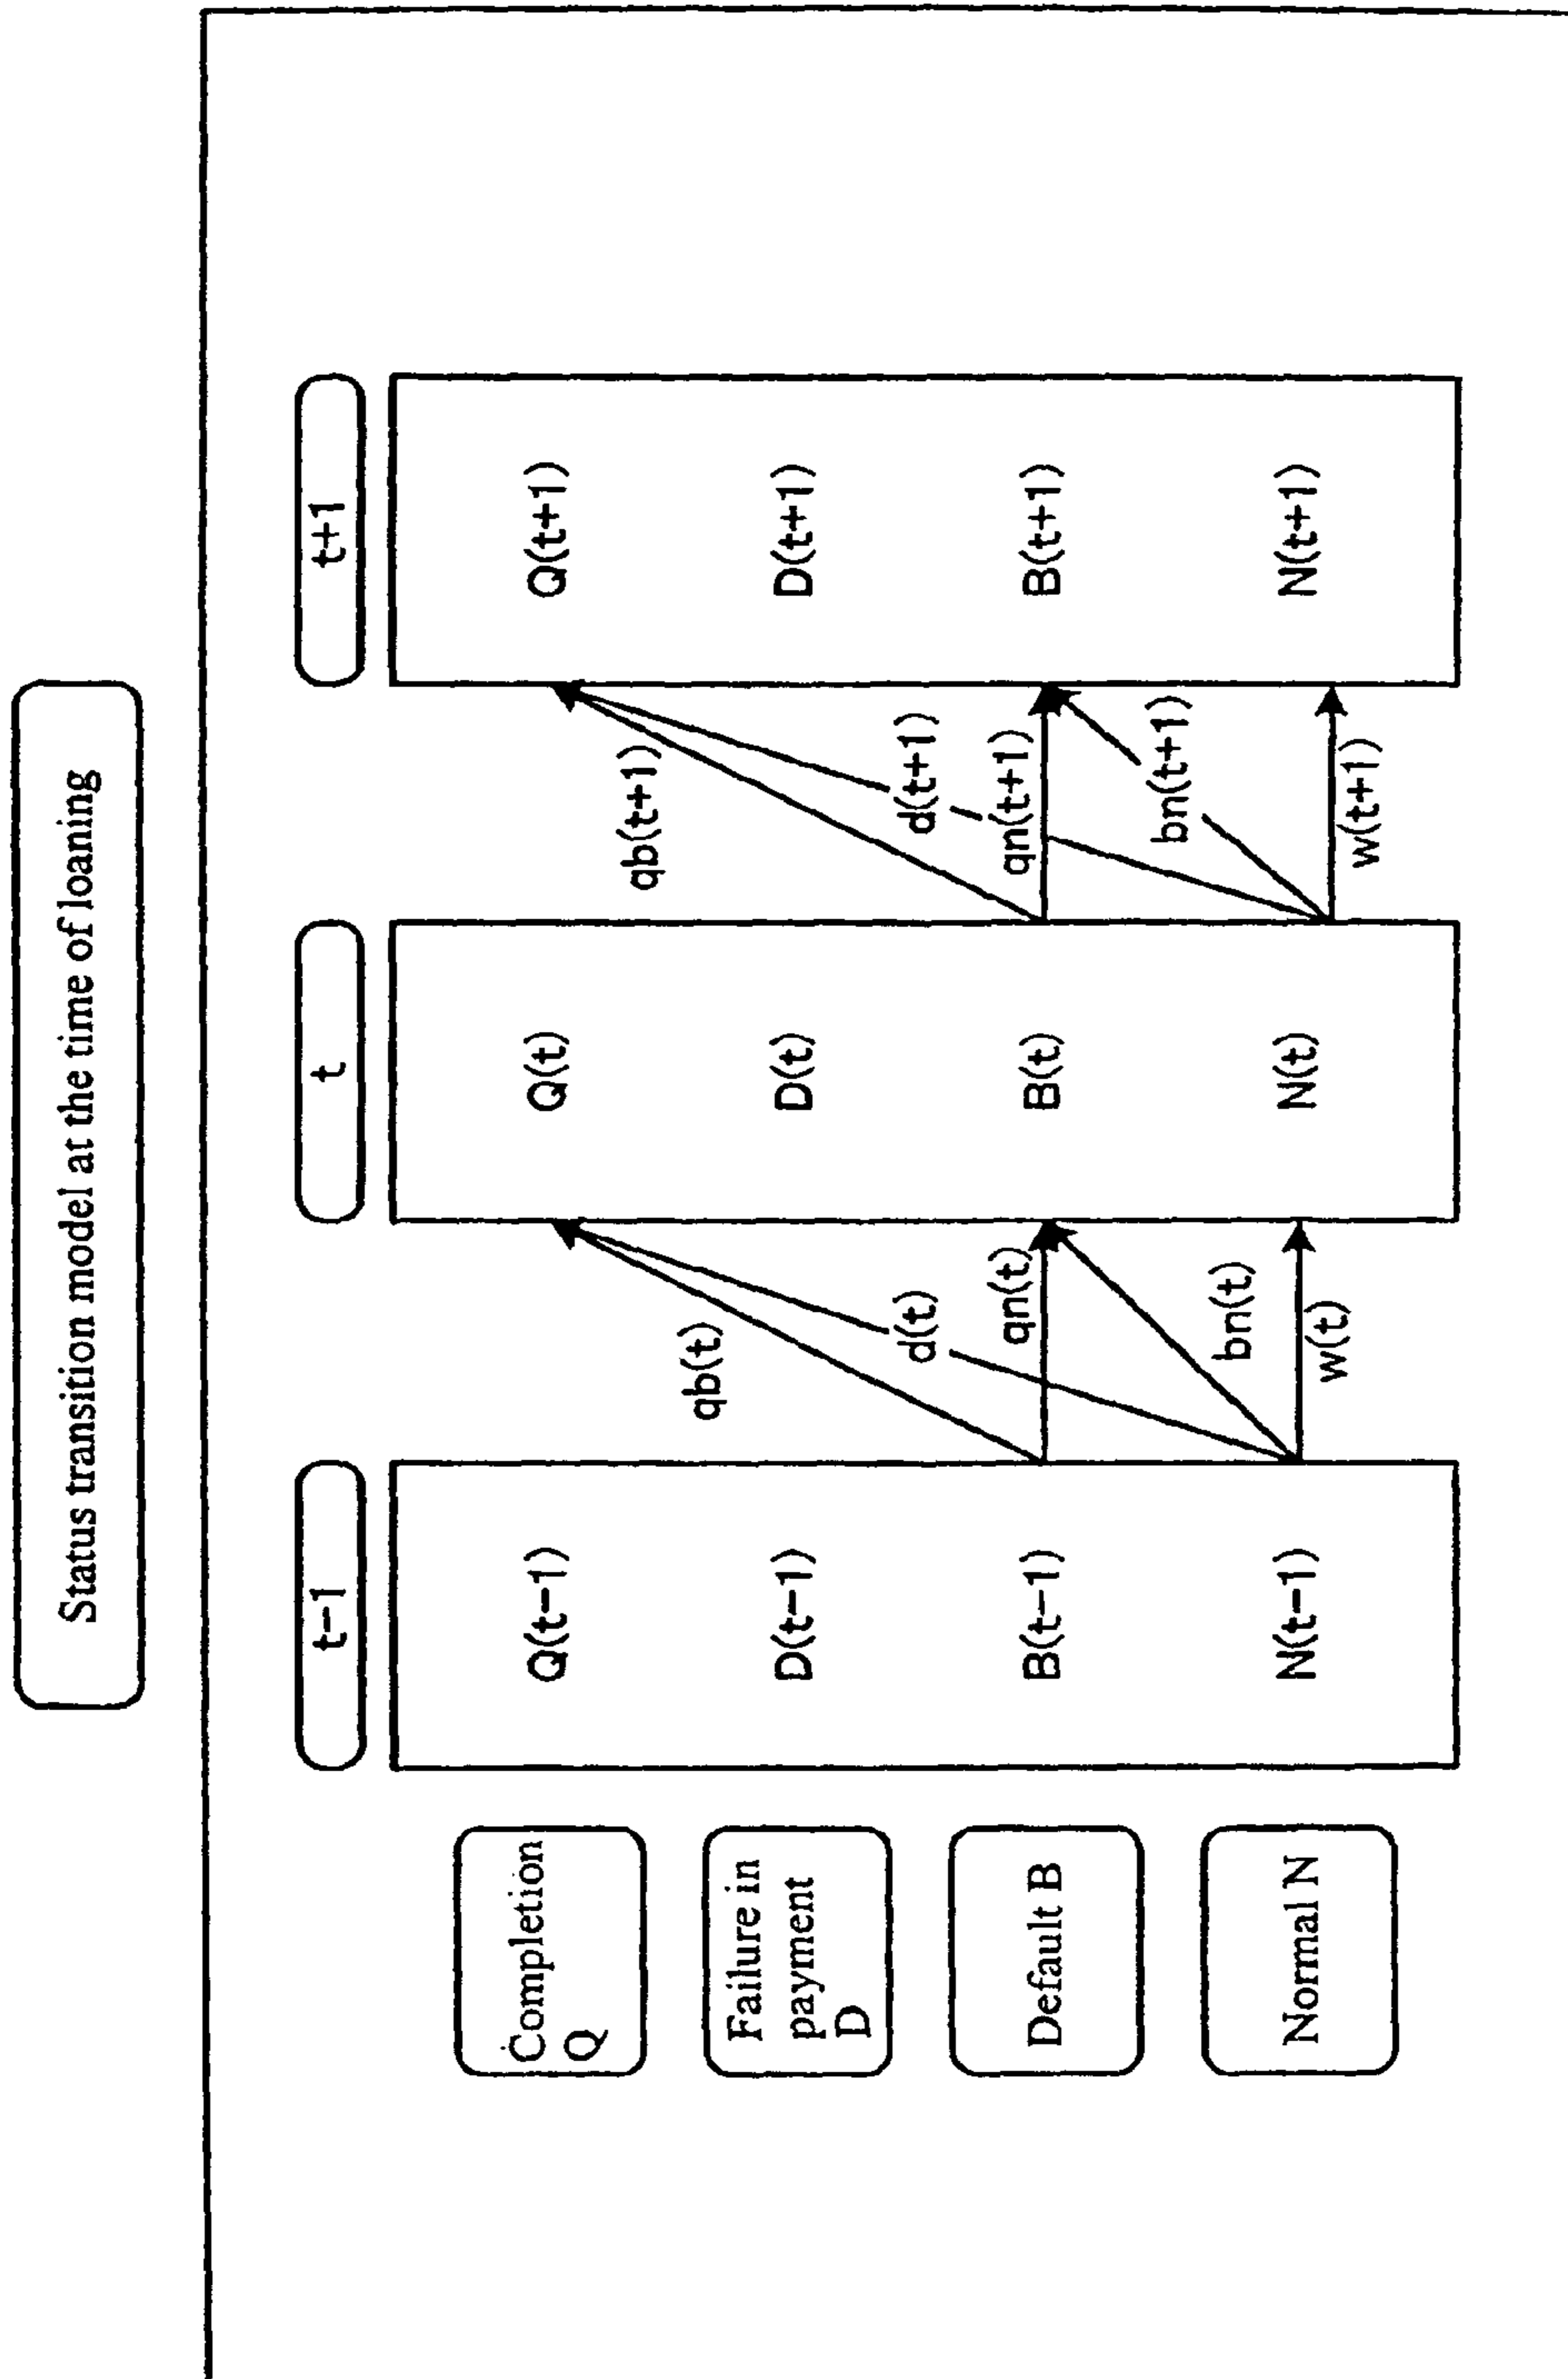 Status transition model at the time of loaning
t-1
t
t+1
Completion
Q
Q(t-1)
Q(t)
Q(t+1)
qb(t)
qb(t+1)
Failure in
payment
D
D(t-1)
D(t)
D(t+1)
d(t)
d(t+1)
qn(t)
qn(t+1)
Default B
B(t-1)
B(t)
B(t+1)
bn(t)
bn(t+1)
Normal N
N(t-1)
N(t)
N(t+1)
w(t)
w(t+1)